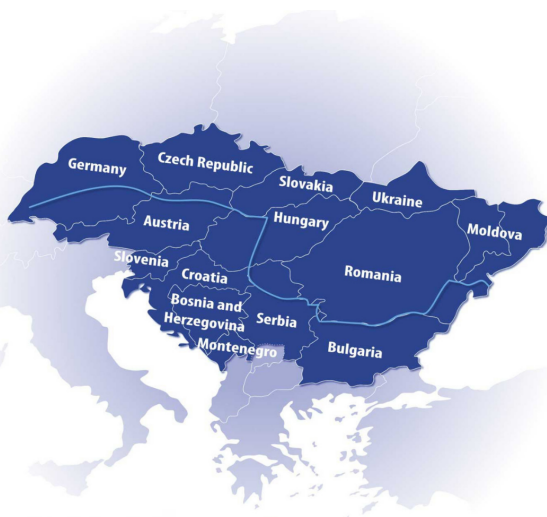 Germany
Czech Republic
Slovakia
Ukraine
Moldova
Austria
Hungary
Slovenia
Croatia
Romania
Bosnia and
Herzegovina
Serbia
Montenegro
Bulgaria